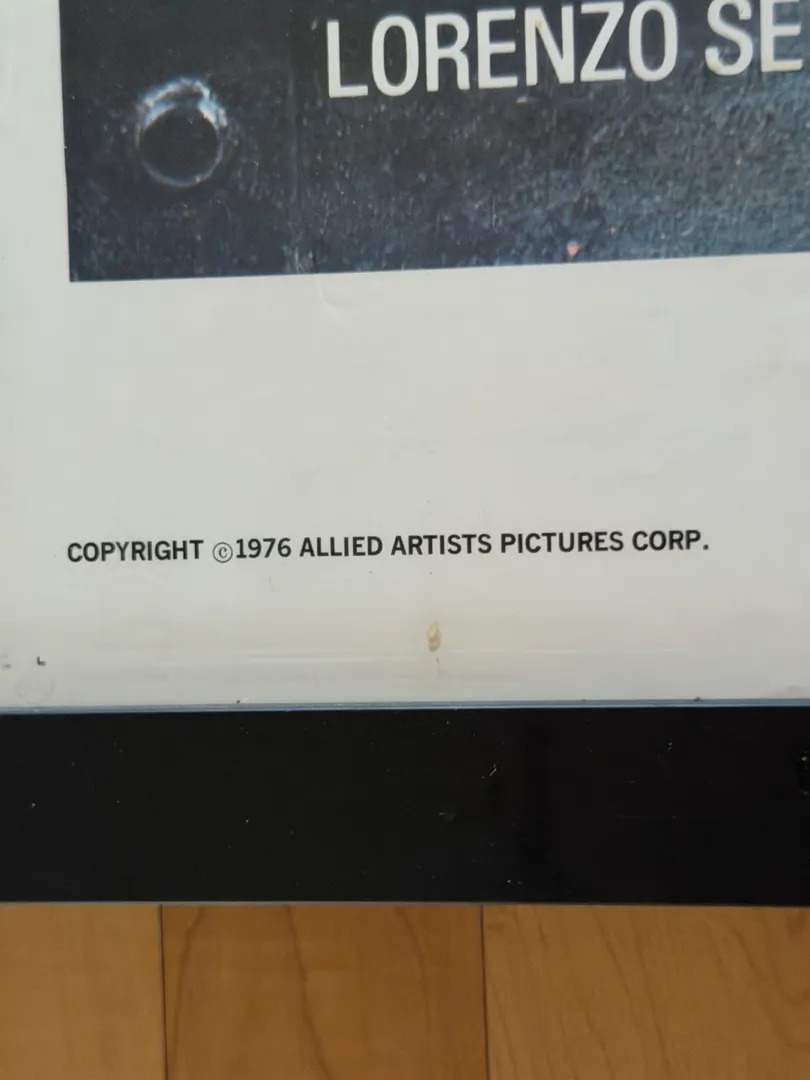 LORENZO SE
COPYRIGHT ©1976 ALLIED ARTISTS PICTURES CORP.